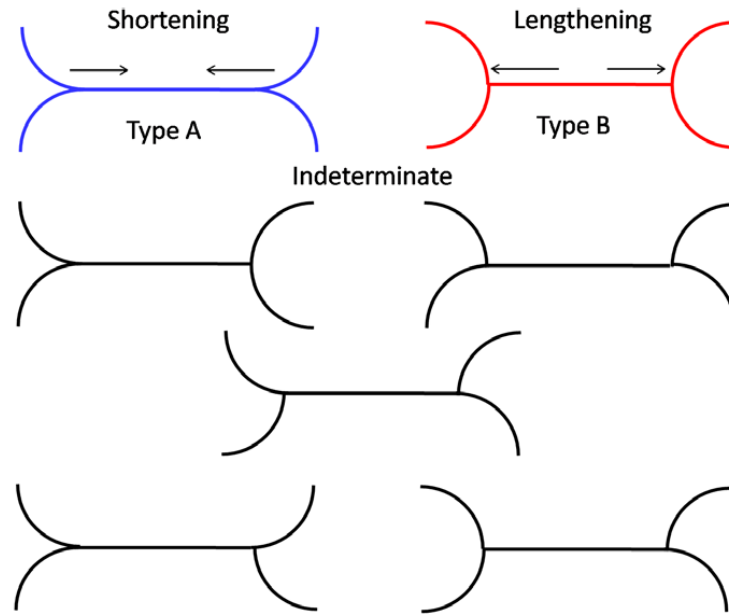 Shortening
Lengthening
Type A
Type B
Indeterminate